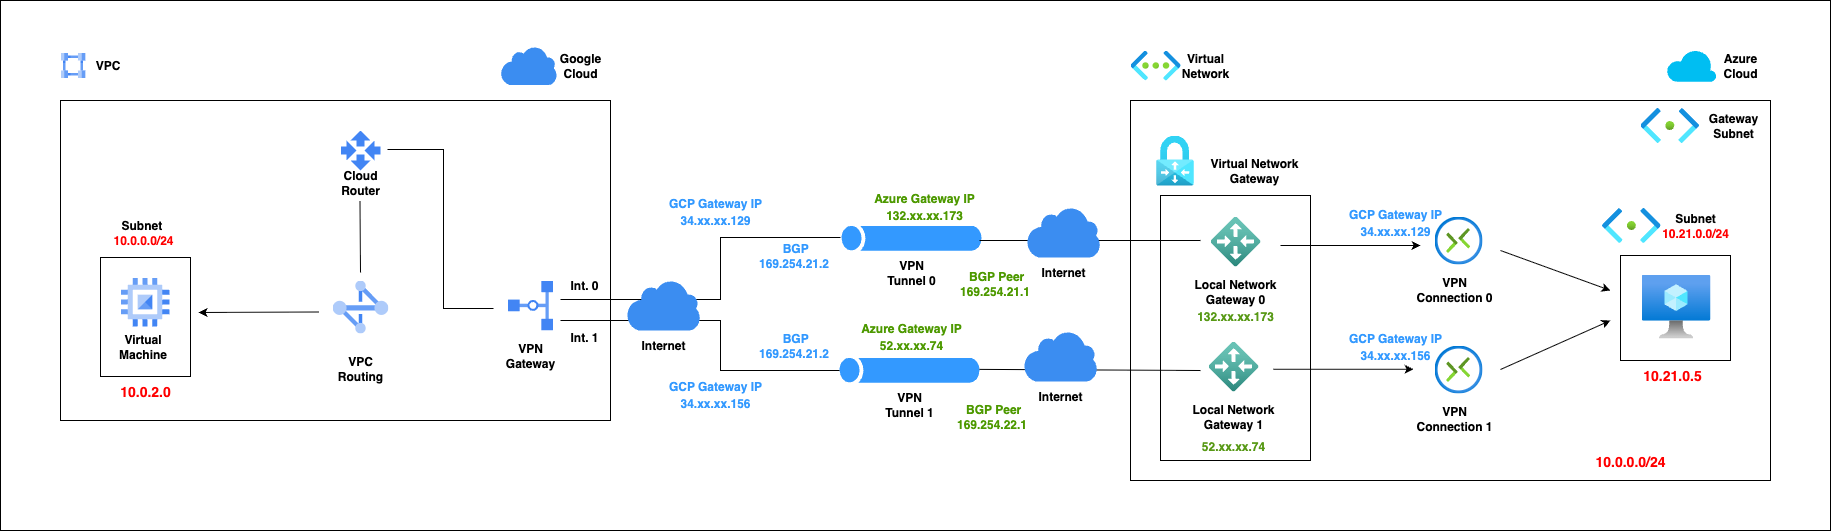 VPC
Google
Cloud
Cloud
Router
Subnet
10.0.0.0/24
Virtual
Machine
10.0.2.0
VPC
Routing
VPN
Gateway
Int. 0
Int. 1
Internet
GCP Gateway IP
34.xx.xx.129
BGP
169.254.21.2
Azure Gateway IP
132.xx.xx.173
VPN
Tunnel 0
BGP Peer
169.254.21.1
Internet
BGP
169.254.21.2
GCP Gateway IP
34.xx.xx.156
Azure Gateway IP
52.xx.xx.74
VPN
Tunnel 1
BGP Peer
169.254.22.1
Internet
Virtual
Network
Azure
Cloud
Gateway
Subnet
Virtual Network
Gateway
Local Network
Gateway 0
132.xx.xx.173
Local Network
Gateway 1
52.xx.xx.74
GCP Gateway IP
34.xx.xx.129
VPN
Connection 0
GCP Gateway IP
34.xx.xx.156
VPN
Connection 1
Subnet
10.21.0.0/24
10.21.0.5
10.0.0.0/24